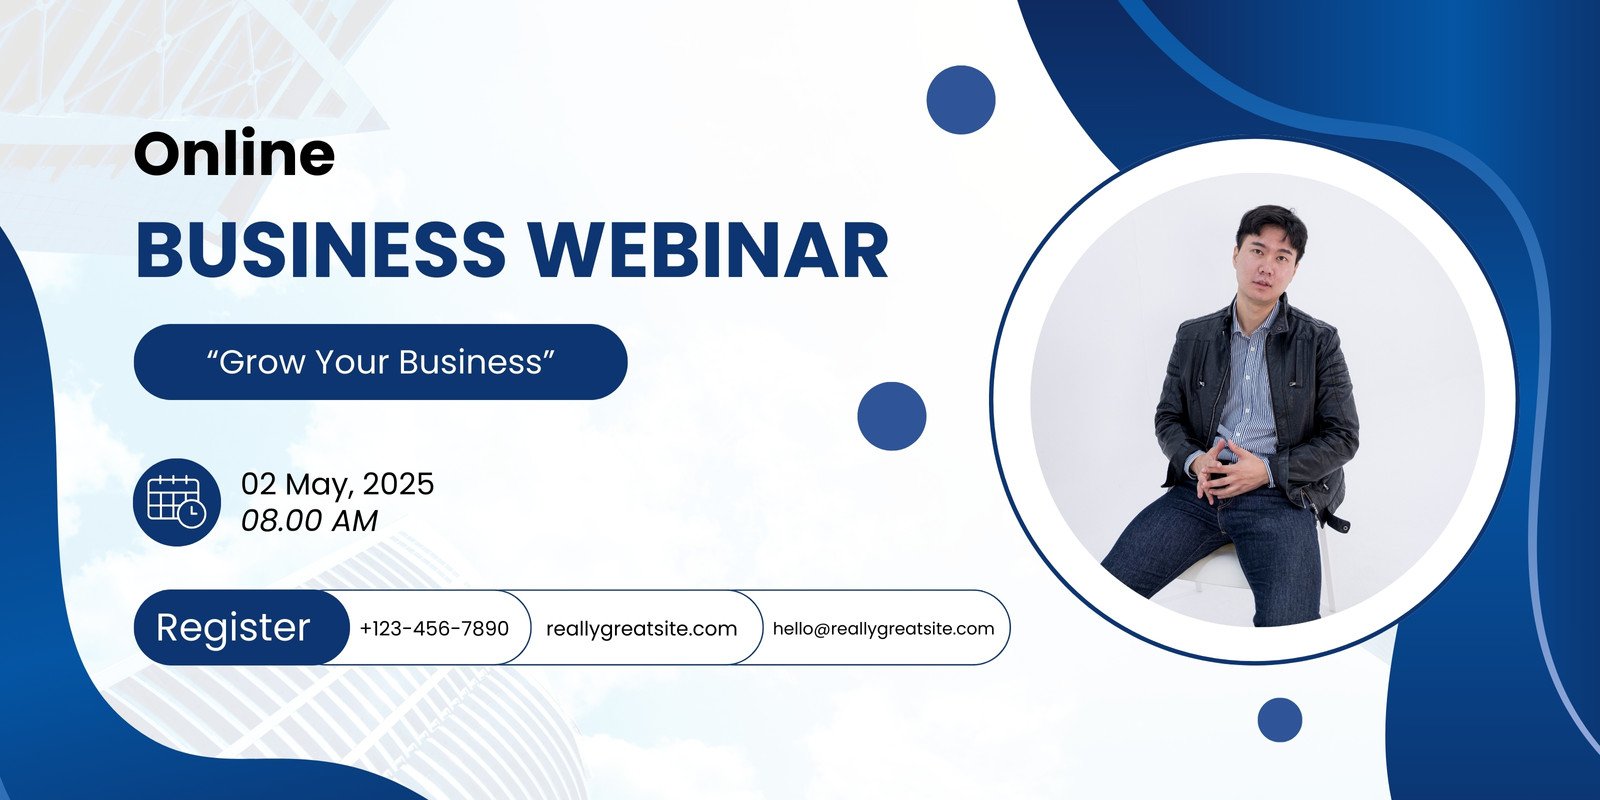 Online
BUSINESS WEBINAR
“Grow Your Business”
02 May, 2025
08.00 AM
Register +123-456-7890 reallygreatsite.com hello@reallygreatsite.com